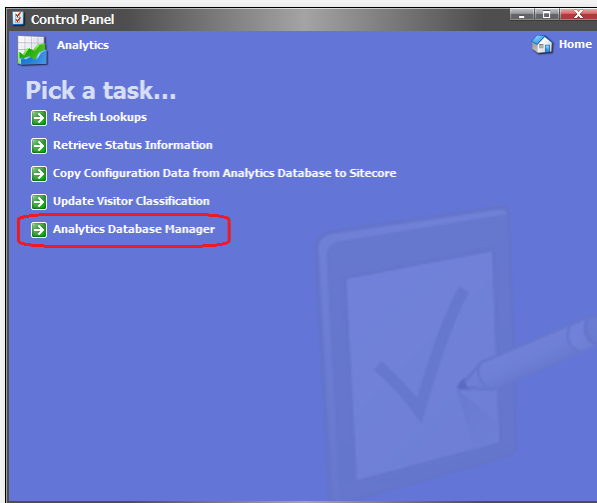 Control Panel
Analytics
Home
Pick a task...
Refresh Lookups
Retrieve Status Information
Copy Configuration Data from Analytics Database to Sitecore
Update Visitor Classification
Analytics Database Manager